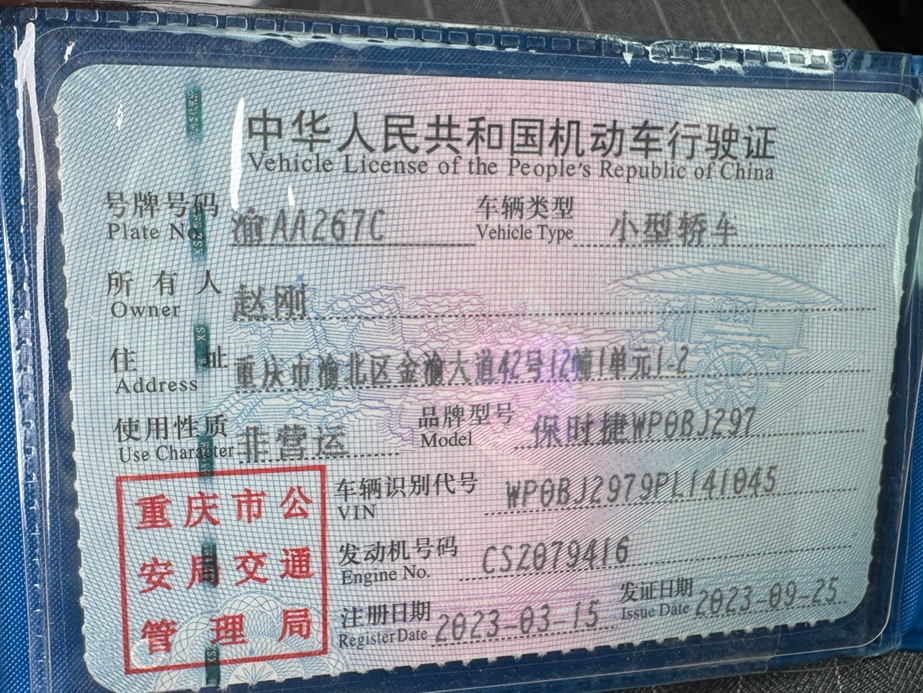 中华人民共和国机动车行驶证
Vehicle License of the People's Republic of China
号牌号码 渝AA267C 车辆类型 小型轿车
Plate No. Vehicle Type
所有人 赵刚
Owner
住址 重庆市渝北区金渝大道42号12幢1单元1-2
Address
使用性质 非营运 品牌型号 保时捷WP0BJ297
Use Character Model
车辆识别代号 WP0BJ2979PL141045
VIN
发动机号码 CSZ079416
Engine No.
注册日期 2023-03-15 发证日期 2023-09-25
Register Date Issue Date
重庆市公
安局交通
管理局